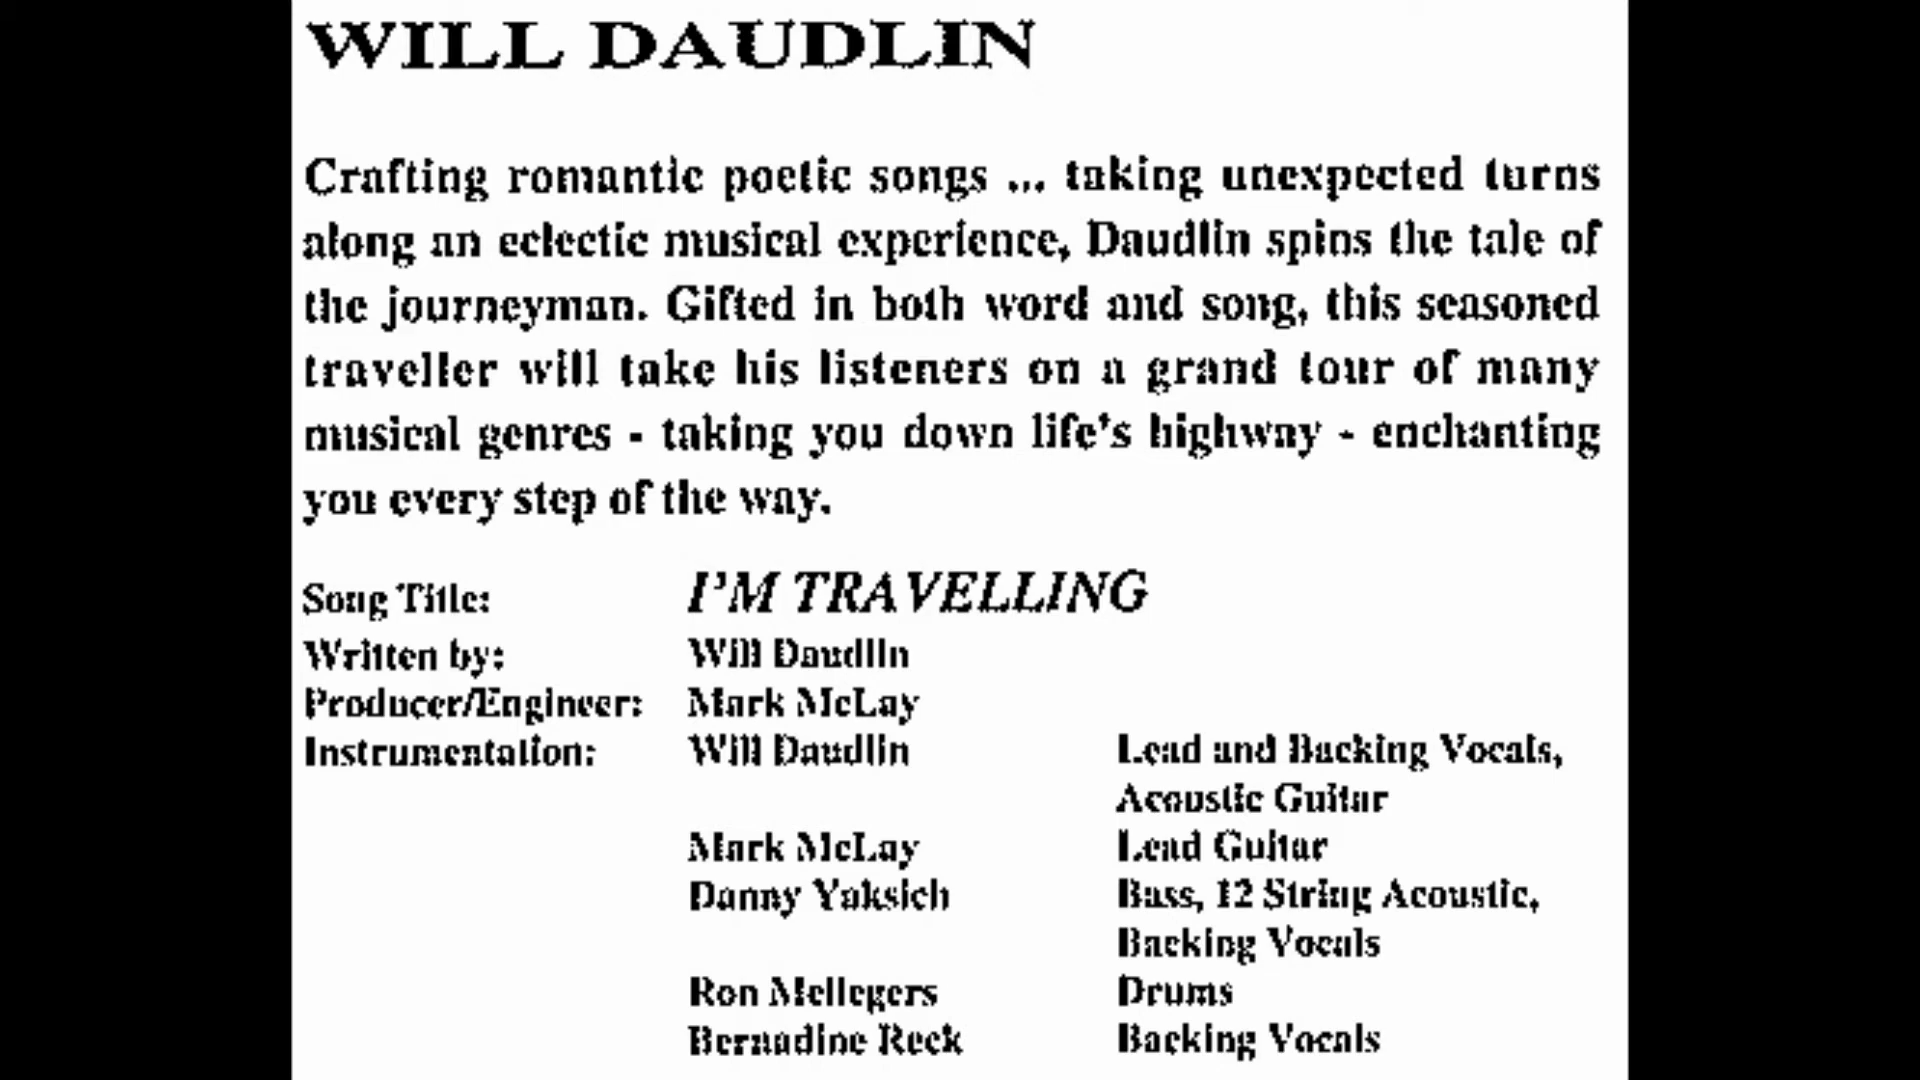 WILL DAUDLIN
Crafting romantic poetic songs ... taking unexpected turns
along an eclectic musical experience, Daudlin spins the tale of
the journeyman. Gifted in both word and song, this seasoned
traveller will take his listeners on a grand tour of many
musical genres - taking you down life's highway - enchanting
you every step of the way.
Song Title: I'M TRAVELLING
Written by: Will Daudlin
Producer/Engineer: Mark McLay
Instrumentation: Will Daudlin Lead and Backing Vocals,
Acoustic Guitar
Mark McLay Lead Guitar
Danny Yaksich Bass, 12 String Acoustic,
Backing Vocals
Ron Mellegers Drums
Bernadine Reck Backing Vocals